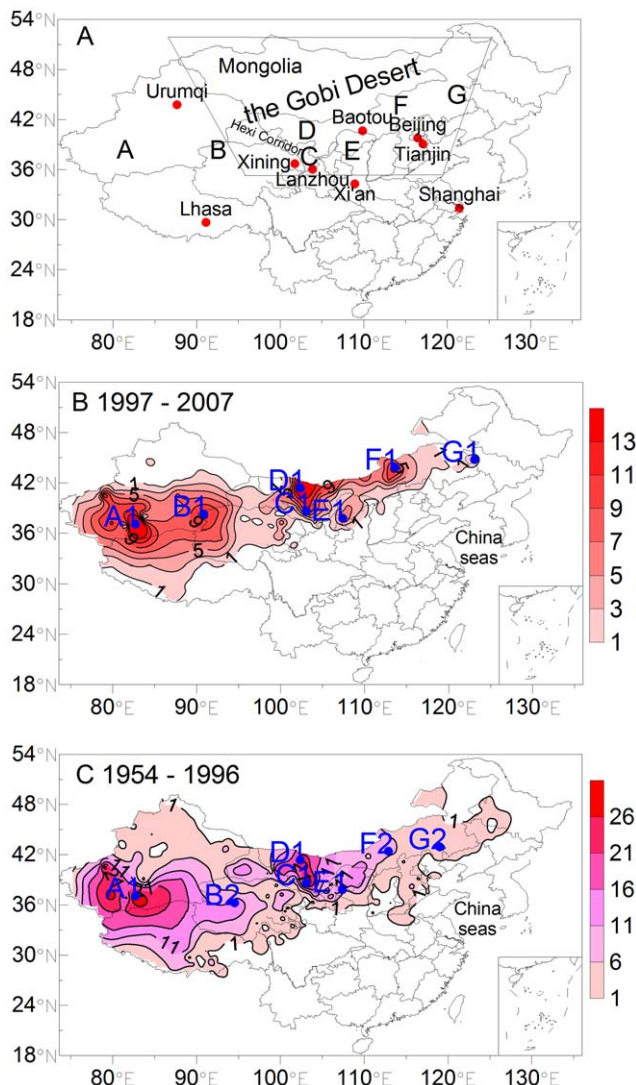 54°N
A
48°N
Mongolia
the Gobi Desert
G
Urumqi
42°N
F
Baotou
Beijing
Hexi Corridor
D
A
B
E
Tianjin
Xining
C
36°N
Lanzhou
Xi'an
Shanghai
30°N
Lhasa
24°N
18°N
80°E 90°E 100°E 110°E 120°E 130°E
54°N
B 1997 - 2007
48°N
F1 G1
13
42°N
D1
1
9
11
5
A1 B1 C1 E1
9
36°N
9
1
7
5
1
China
seas
5
30°N
1
3
24°N
1
18°N
80°E 90°E 100°E 110°E 120°E 130°E
54°N
C 1954 - 1996
48°N
1
26
F2 G2
1
42°N
D1
21
11
A1 B2 C1 E1
1
16
36°N
1
China
seas
11
30°N
11
1
6
24°N
1
18°N
80°E 90°E 100°E 110°E 120°E 130°E